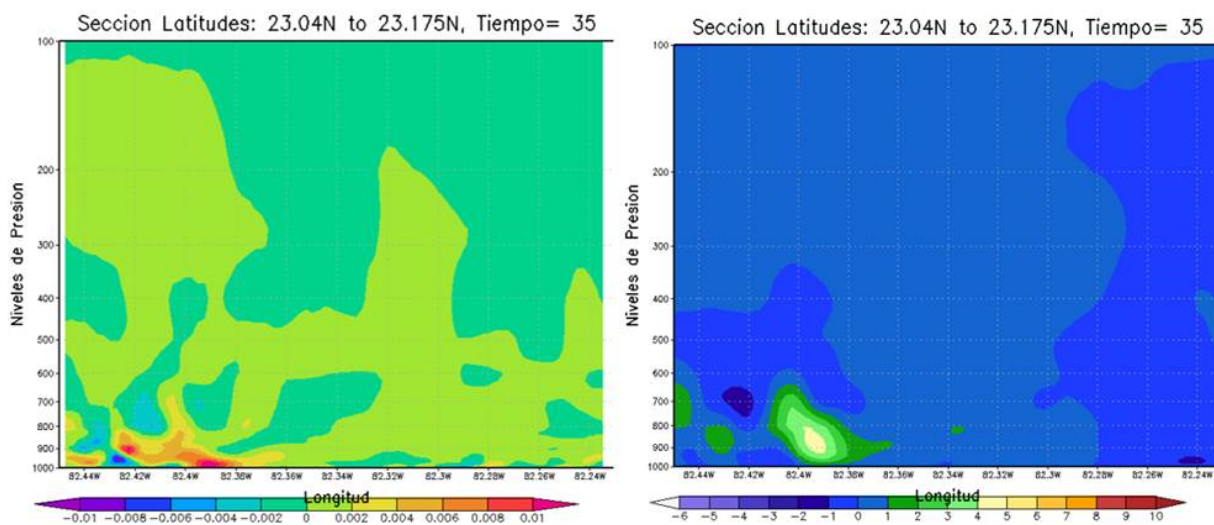 Seccion Latitudes: 23.04N to 23.175N, Tiempo= 35
Niveles de Presion
100
200
300
400
500
600
700
800
900
1000
82.44W 82.42W 82.4W 82.38W 82.36W 82.34W 82.32W 82.3W 82.28W 82.26W 82.24W
Longitud
-0.01 -0.008 -0.006 -0.004 -0.002 0 0.002 0.004 0.006 0.008 0.01
Seccion Latitudes: 23.04N to 23.175N, Tiempo= 35
Niveles de Presion
100
200
300
400
500
600
700
800
900
1000
82.44W 82.42W 82.4W 82.38W 82.36W 82.34W 82.32W 82.3W 82.28W 82.26W 82.24W
Longitud
-6 -5 -4 -3 -2 -1 0 1 2 3 4 5 6 7 8 9 10